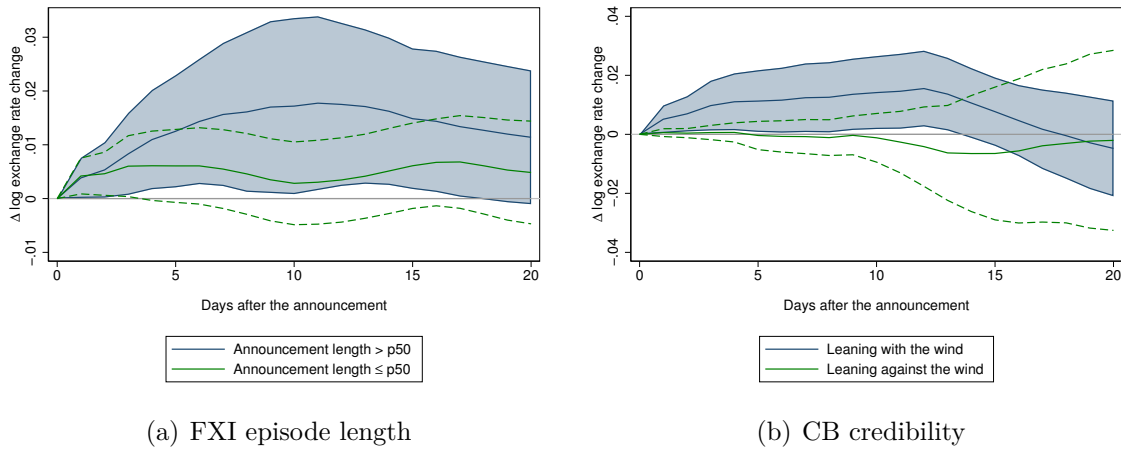 Δ log exchange rate change
.03
.02
.01
0
-.01
0
5
10
15
20
Days after the announcement
Announcement length > p50
Announcement length ≤ p50
(a) FXI episode length
Δ log exchange rate change
.04
.02
0
-.02
-.04
0
5
10
15
20
Days after the announcement
Leaning with the wind
Leaning against the wind
(b) CB credibility